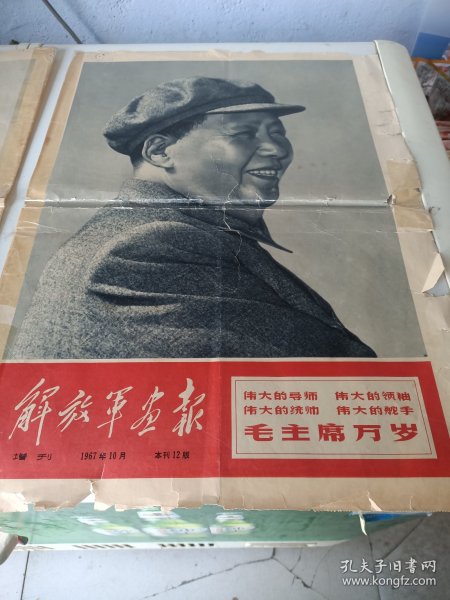 解放军画报
增刊 1967年10月 本刊12版
伟大的导师 伟大的领袖
伟大的统帅 伟大的舵手
毛主席万岁
孔夫子旧书网
www.kongfz.com